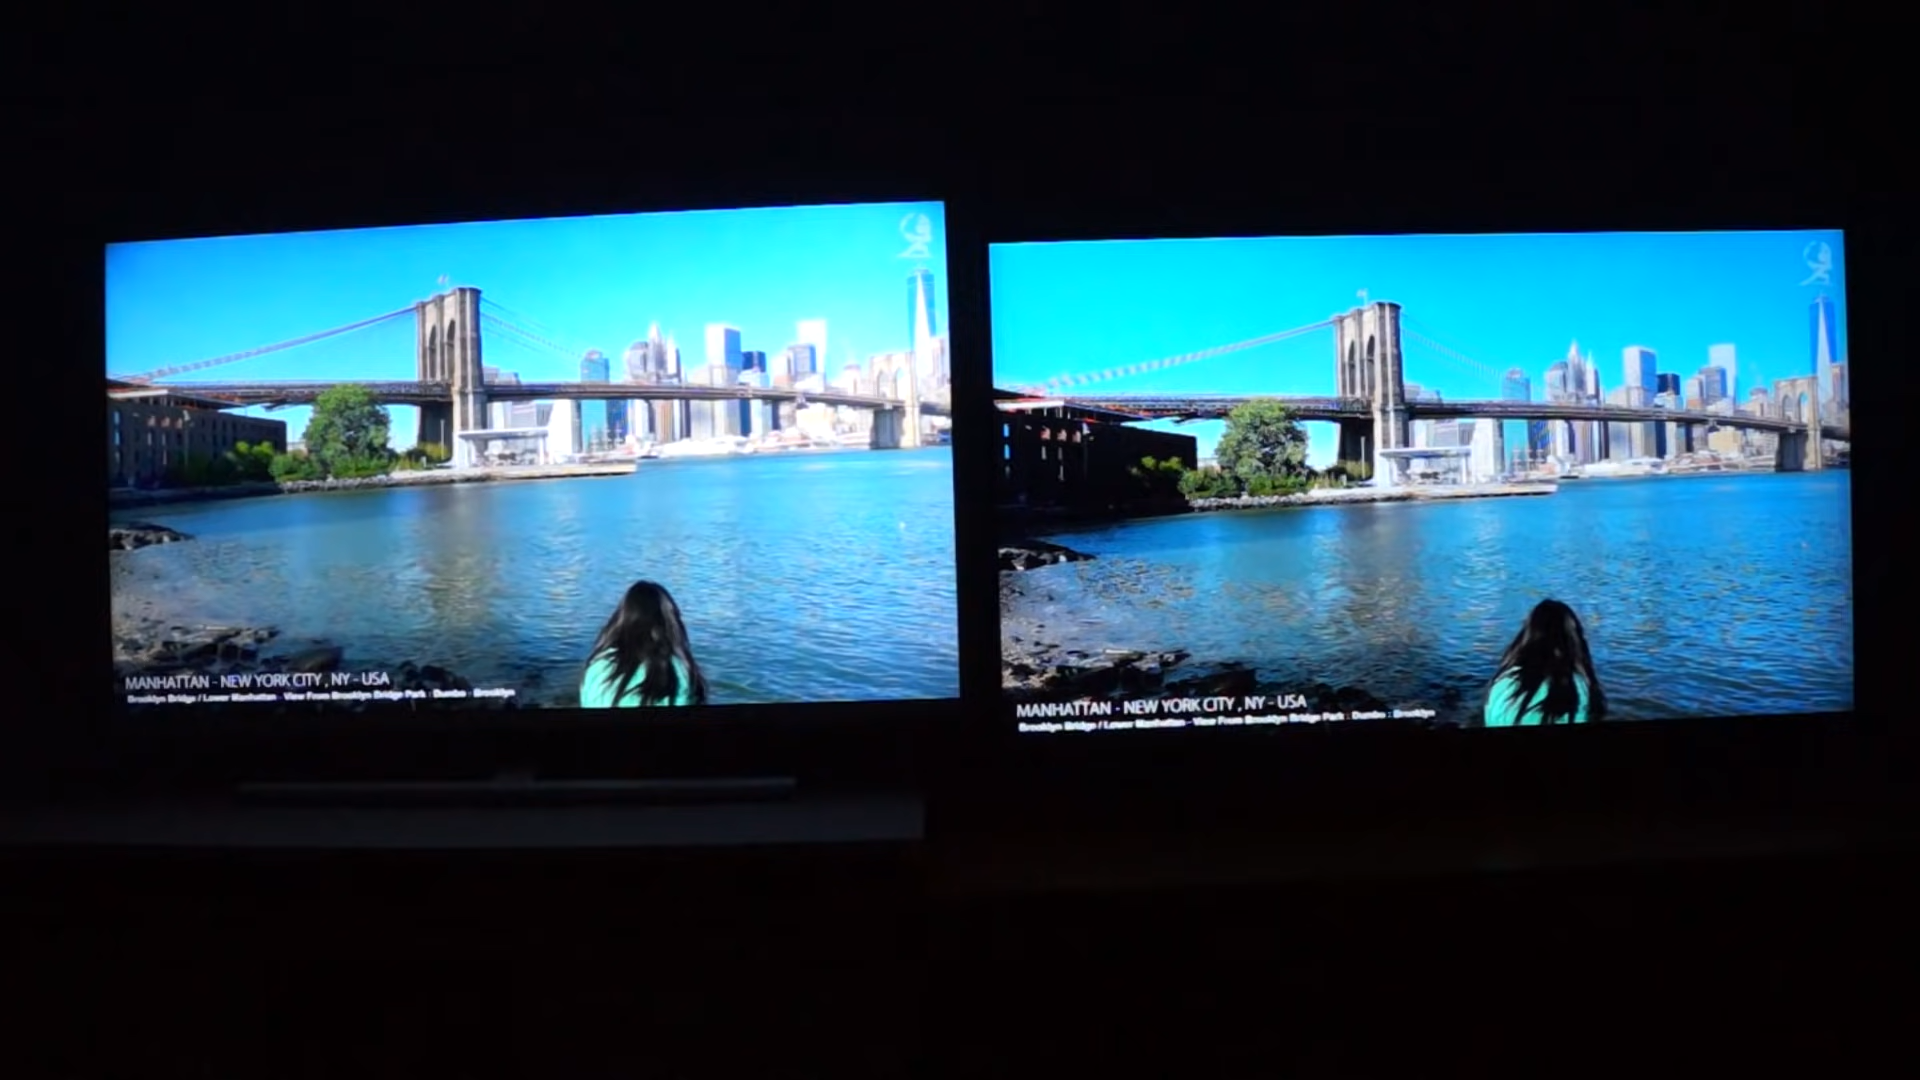 MANHATTAN - NEW YORK CITY , NY - USA
Brooklyn Bridge / Lower Manhattan - View From Brooklyn Bridge Park : Dumbo : Brooklyn
MANHATTAN - NEW YORK CITY , NY - USA
Brooklyn Bridge / Lower Manhattan - View From Brooklyn Bridge Park : Dumbo : Brooklyn